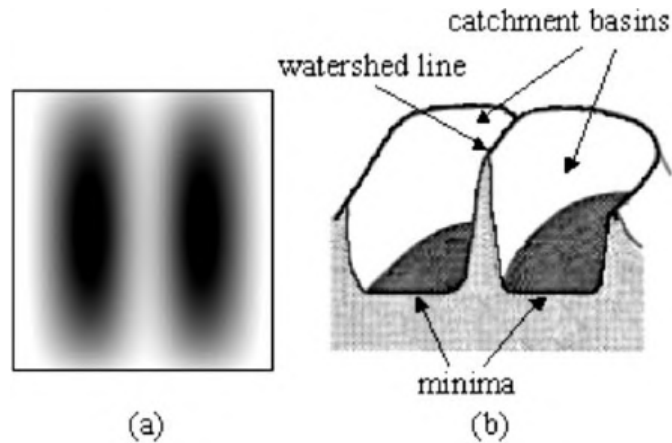 catchment basins
watershed line
minima
(a)
(b)